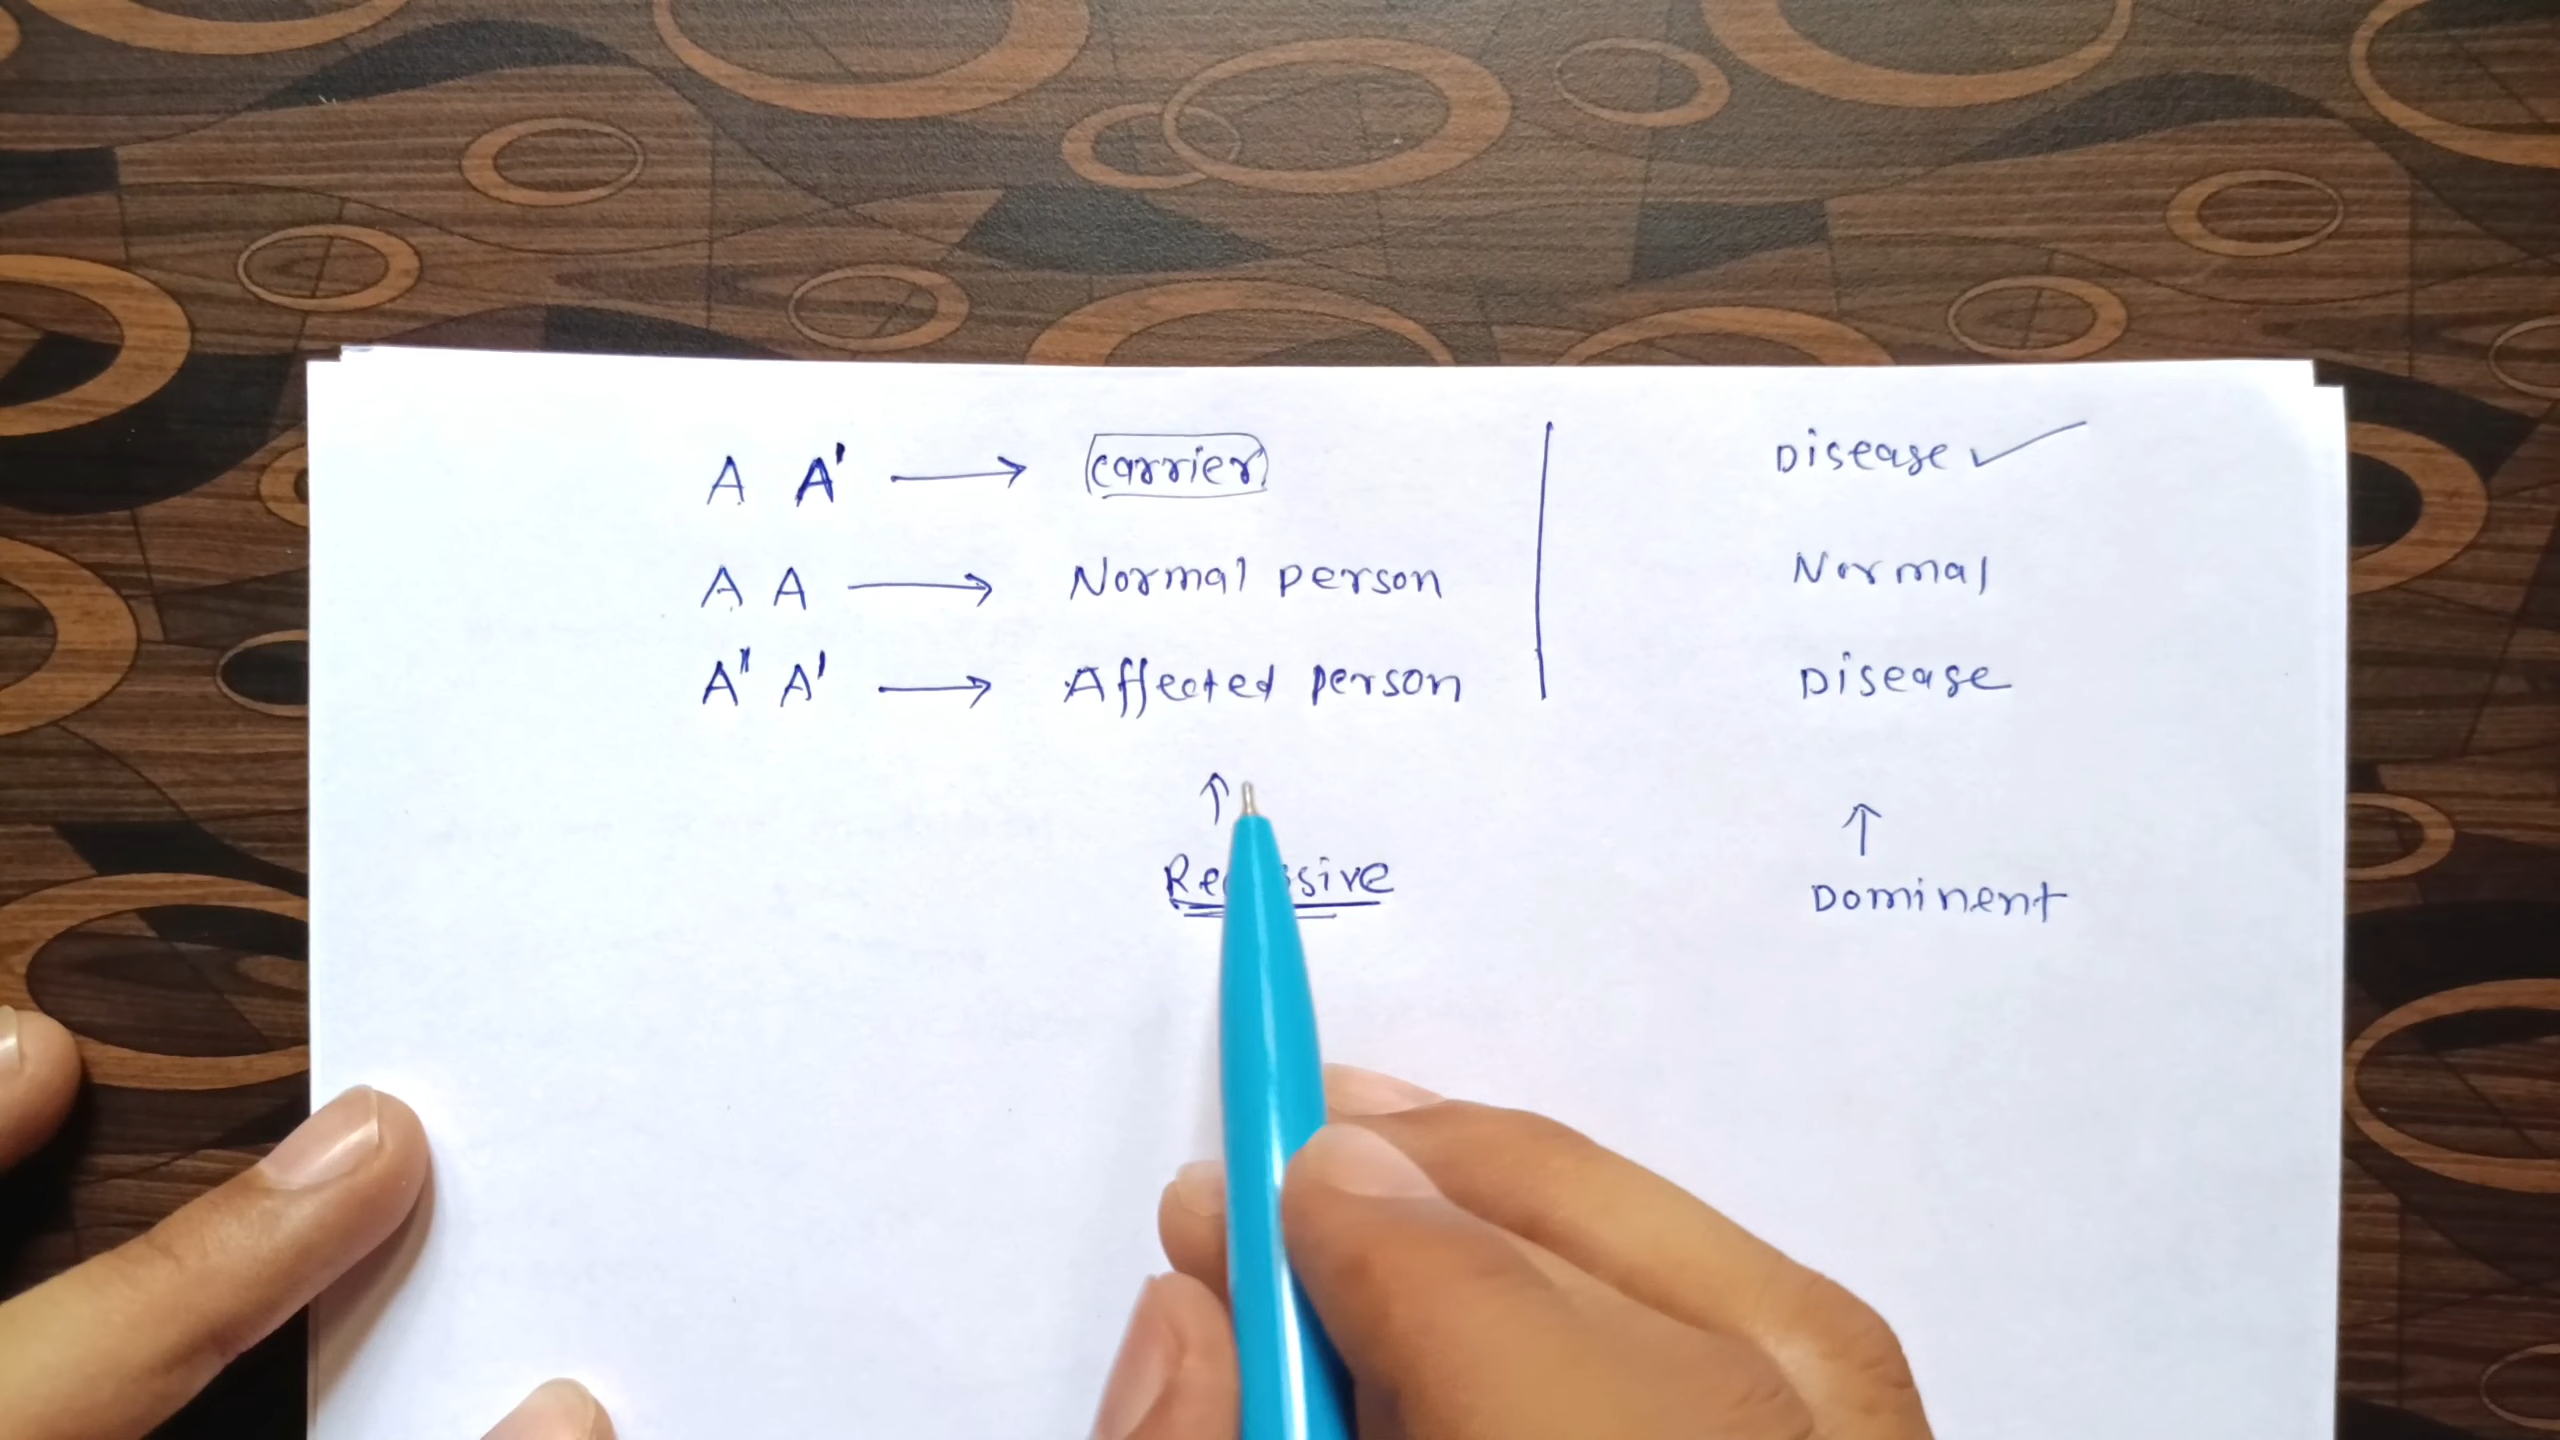 A A' → carrier Disease ✓
A A → Normal person Normal
A" A' → Affected person Disease
↑ ↑
Dominent